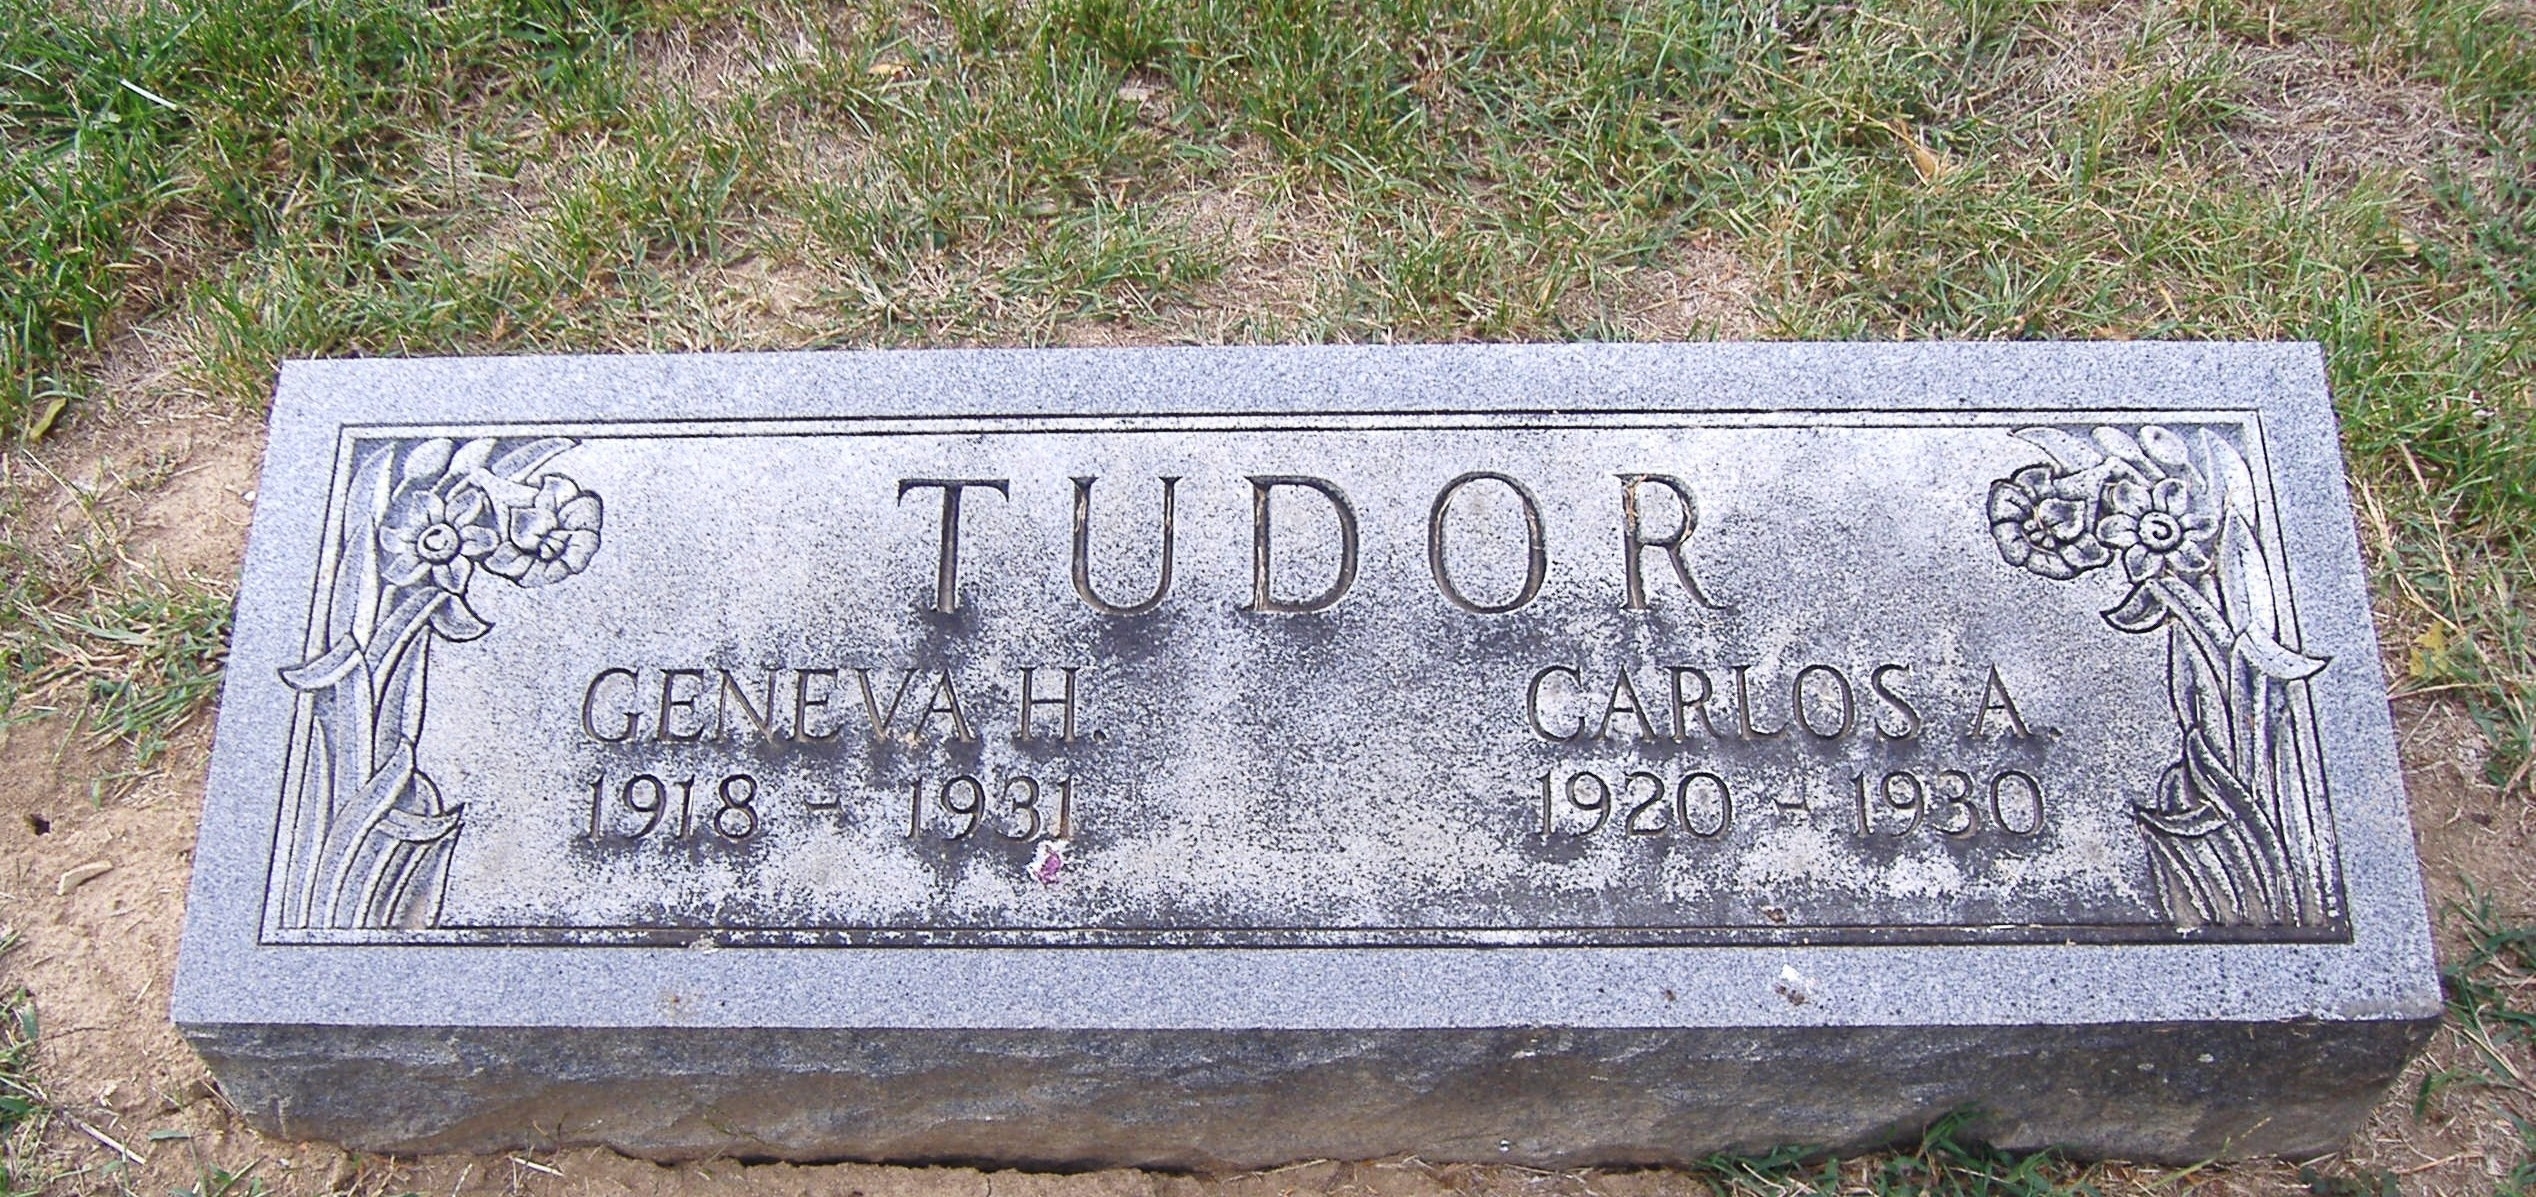 TUDOR
GENEVA H. CARLOS A.
1918 - 1931 1920 - 1930